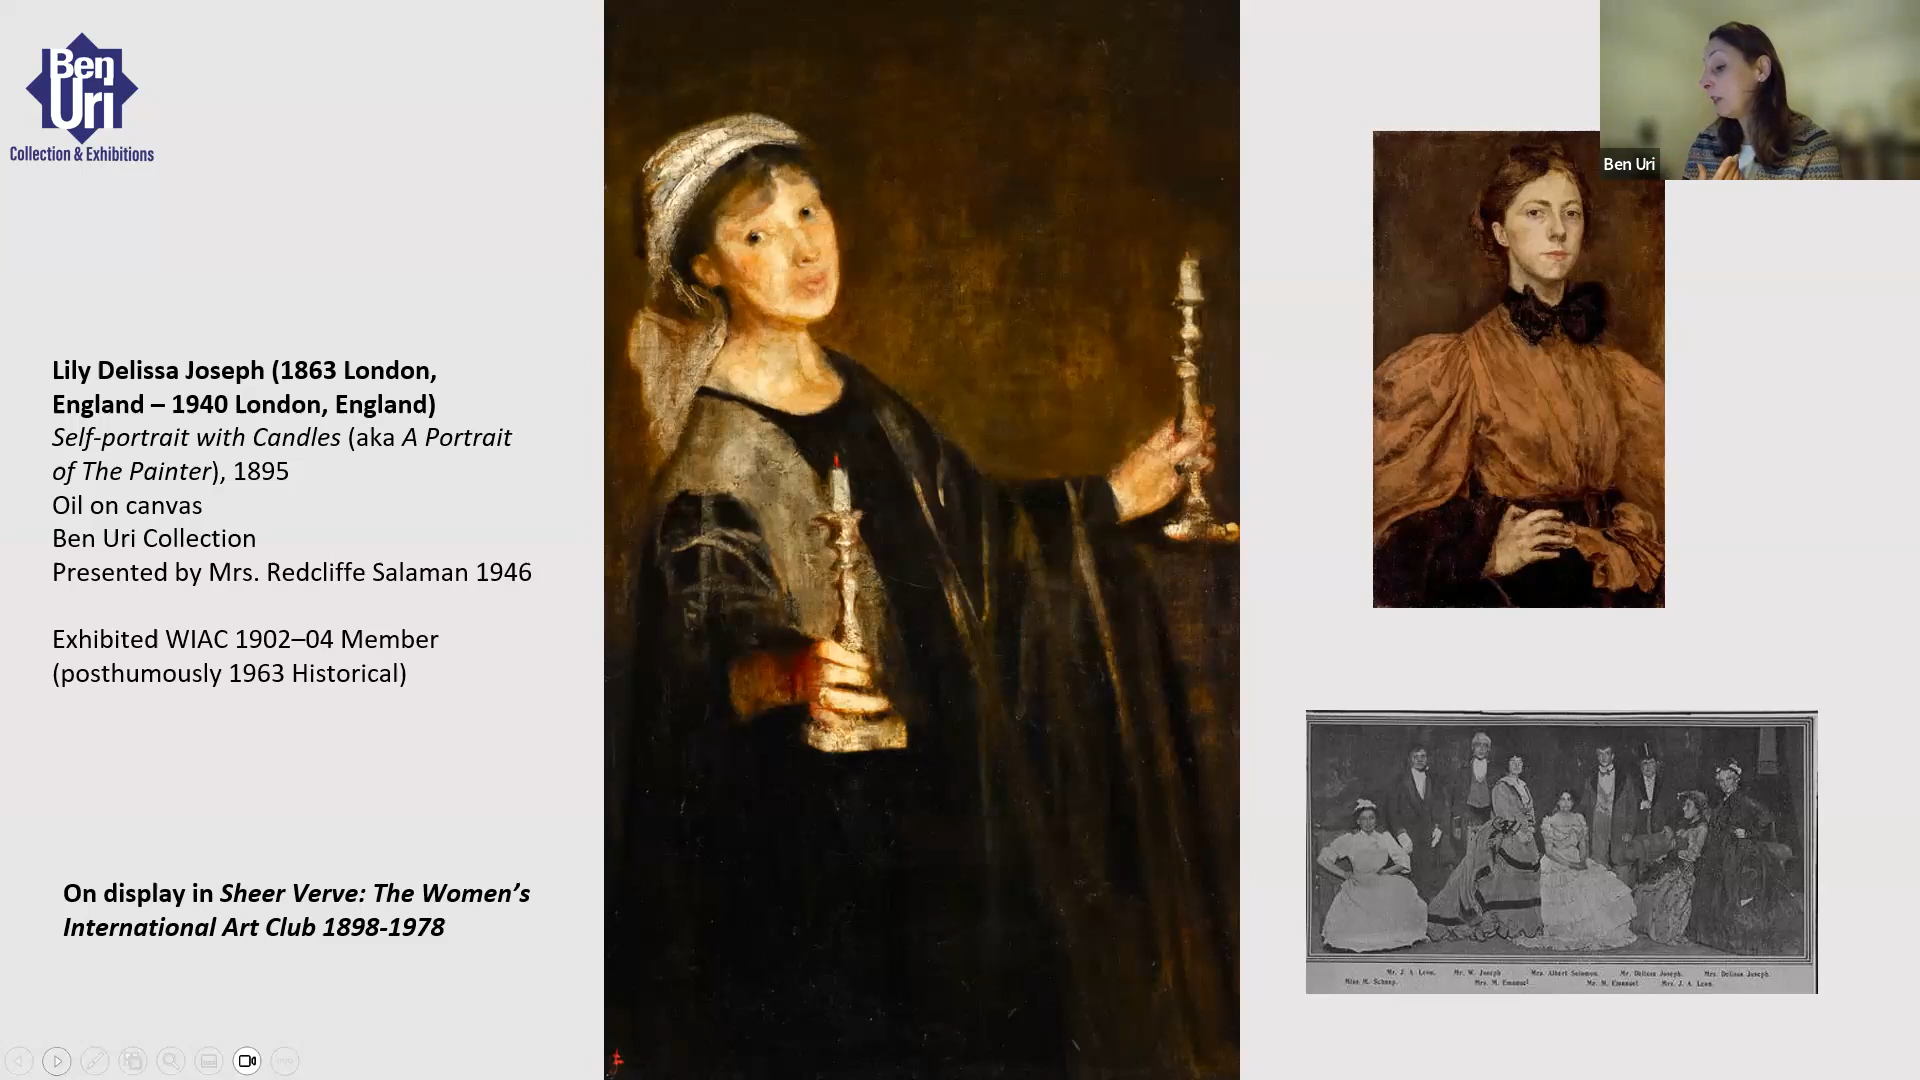 Ben
Uri
Collection & Exhibitions
Lily Delissa Joseph (1863 London,
England – 1940 London, England)
Self-portrait with Candles (aka A Portrait
of The Painter), 1895
Oil on canvas
Ben Uri Collection
Presented by Mrs. Redcliffe Salaman 1946
Exhibited WIAC 1902–04 Member
(posthumously 1963 Historical)
On display in Sheer Verve: The Women's
International Art Club 1898-1978
Ben Uri
Mr. J. A. Leon. Mr. W. Joseph Mrs. Albert Solomon. Mr. Delissa Joseph. Mrs. Delissa Joseph.
Miss M. Mrs. M. Emanuel Mr. M. Emanuel Mrs. J. A. Leon.